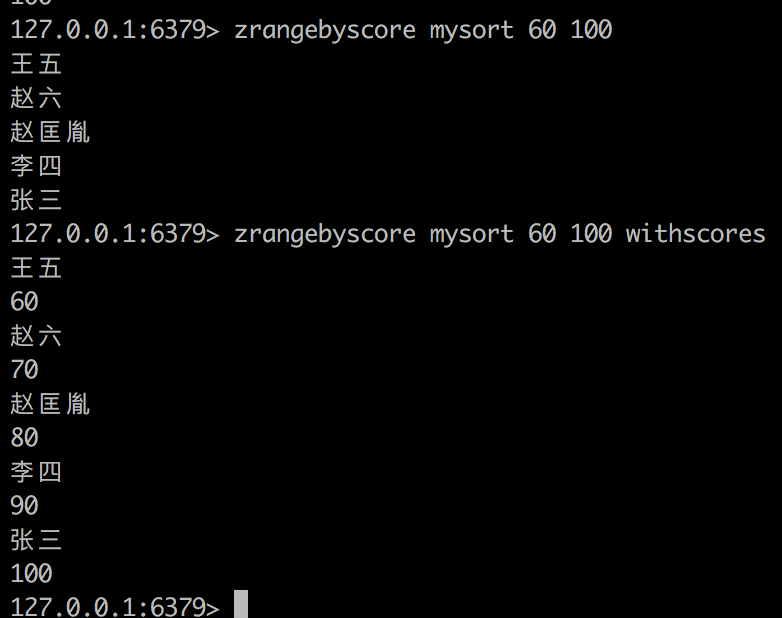 100
127.0.0.1:6379> zrangebyscore mysort 60 100
王五
赵六
赵匡胤
李四
张三
127.0.0.1:6379> zrangebyscore mysort 60 100 withscores
王五
60
赵六
70
赵匡胤
80
李四
90
张三
100
127.0.0.1:6379>